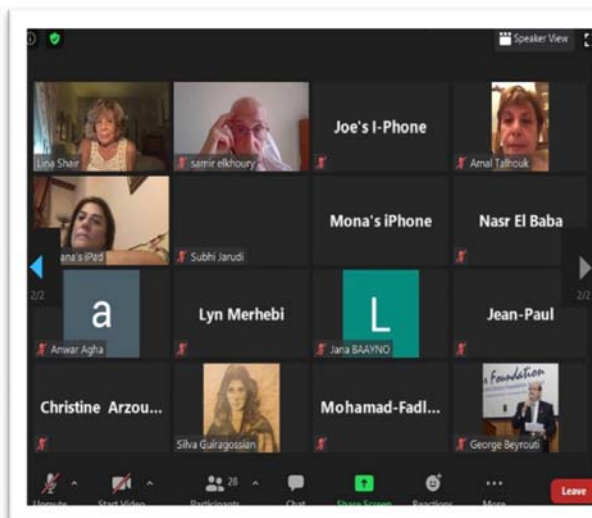 Speaker View
Lina Shair
samir elkhoury
Joe's I-Phone
Amal Talhouk
ana's iPad
Subhi Jarudi
Mona's iPhone
Nasr El Baba
2/2
2/2
a
Anwar Agha
Lyn Merhebi
L
Jana BAAYNO
Jean-Paul
Christine Arzou...
Silva Guiragossian
Mohamad-Fadl...
Foundation
George Beyrouti
28
Unmute
Start Video
Participants
Chat
Share Screen
Reactions
More
Leave